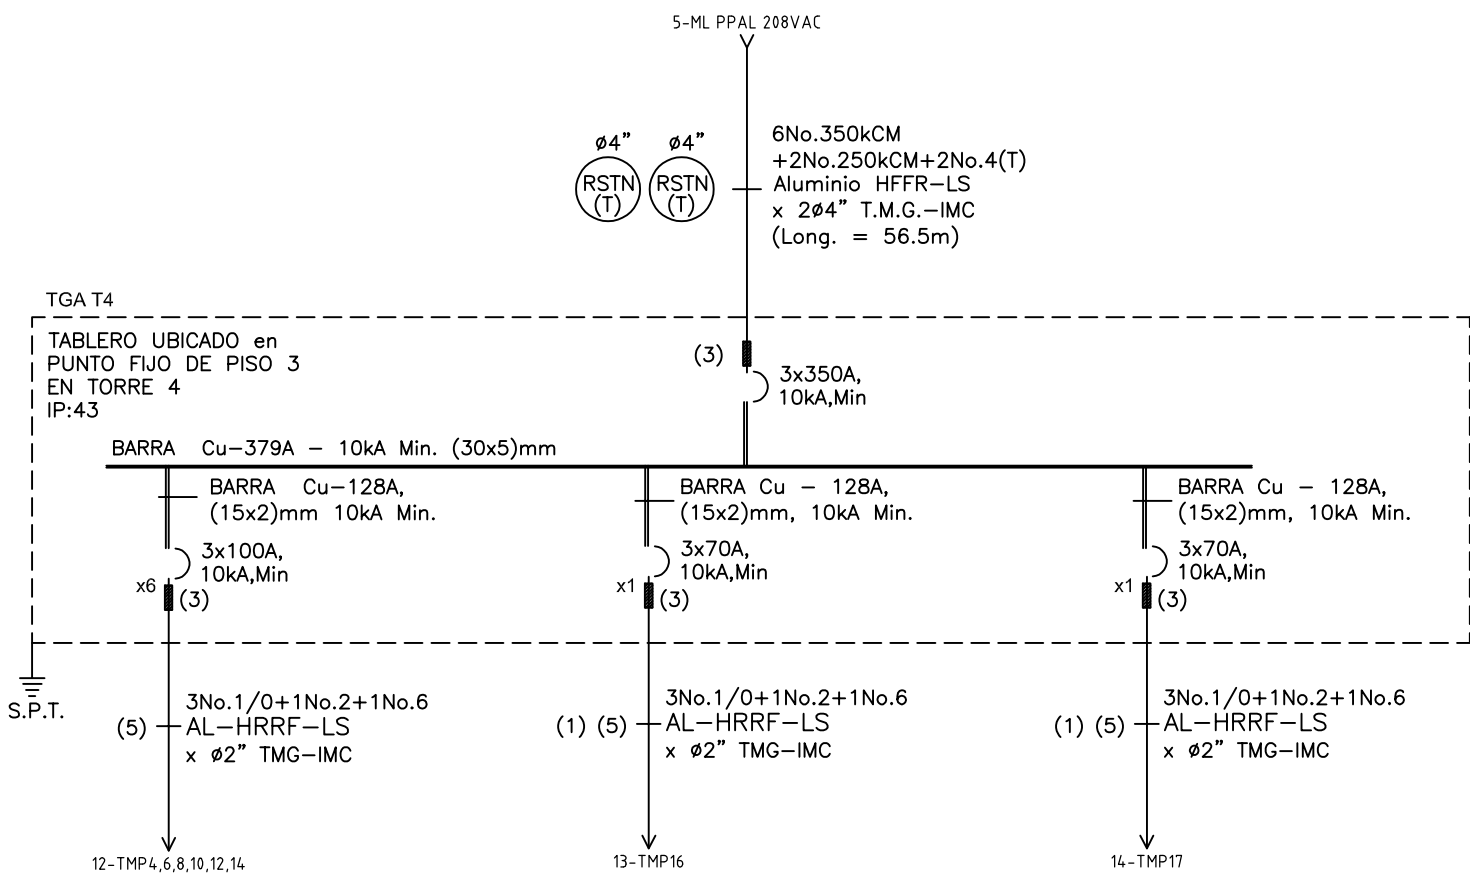 5-ML PPAL 208VAC
ø4" ø4"
RSTN RSTN
(T) (T)
6No.350kCM
+2No.250kCM+2No.4(T)
Aluminio HFFR-LS
x 2ø4" T.M.G.-IMC
(Long. = 56.5m)
TGA T4
TABLERO UBICADO en
PUNTO FIJO DE PISO 3
EN TORRE 4
IP:43
(3)
3x350A,
10kA,Min
BARRA Cu-379A - 10kA Min. (30x5)mm
BARRA Cu-128A,
(15x2)mm 10kA Min.
3x100A,
10kA,Min
x6
(3)
BARRA Cu - 128A,
(15x2)mm, 10kA Min.
3x70A,
10kA,Min
x1
(3)
BARRA Cu - 128A,
(15x2)mm, 10kA Min.
3x70A,
10kA,Min
x1
(3)
S.P.T.
(5)
3No.1/0+1No.2+1No.6
AL-HRRF-LS
x ø2" TMG-IMC
(1) (5)
3No.1/0+1No.2+1No.6
AL-HRRF-LS
x ø2" TMG-IMC
(1) (5)
3No.1/0+1No.2+1No.6
AL-HRRF-LS
x ø2" TMG-IMC
12-TMP4,6,8,10,12,14
13-TMP16
14-TMP17